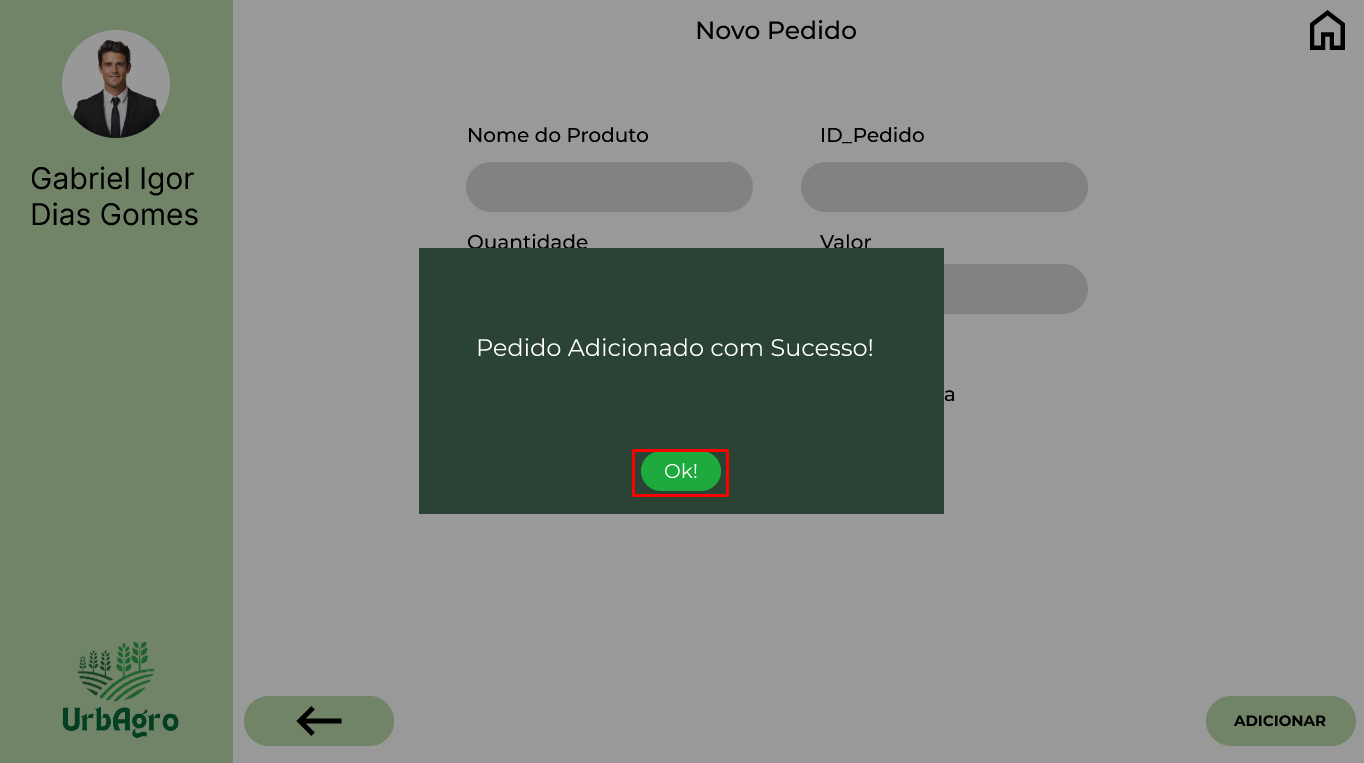 Novo Pedido
Gabriel Igor
Dias Gomes
Nome do Produto
ID_Pedido
Quantidade
Valor
Pedido Adicionado com Sucesso!
Ok!
UrbAgro
ADICIONAR